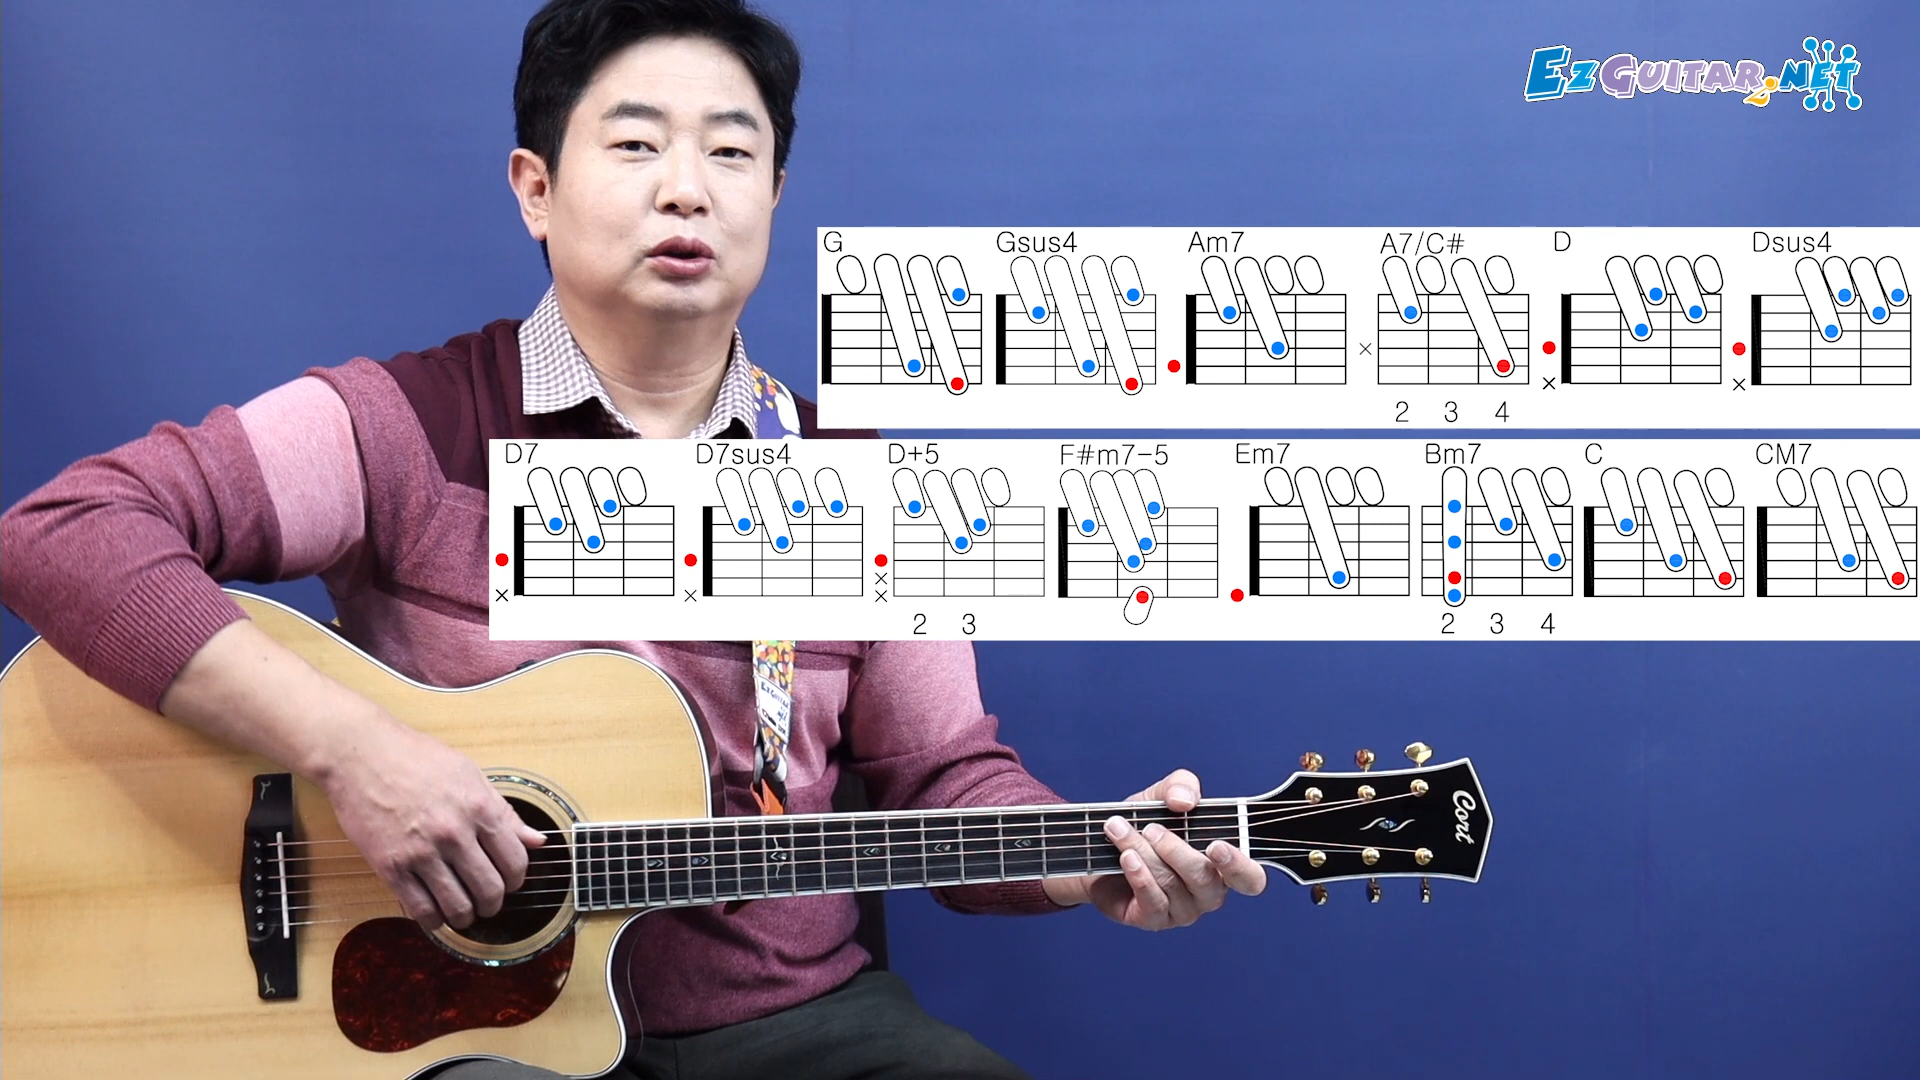 EzGUITAR.NET
G Gsus4 Am7 A7/C# D Dsus4
× × ×
2 3 4
D7 D7sus4 D+5 F#m7-5 Em7 Bm7 C CM7
×
× × ×
2 3 2 3 4
Cort